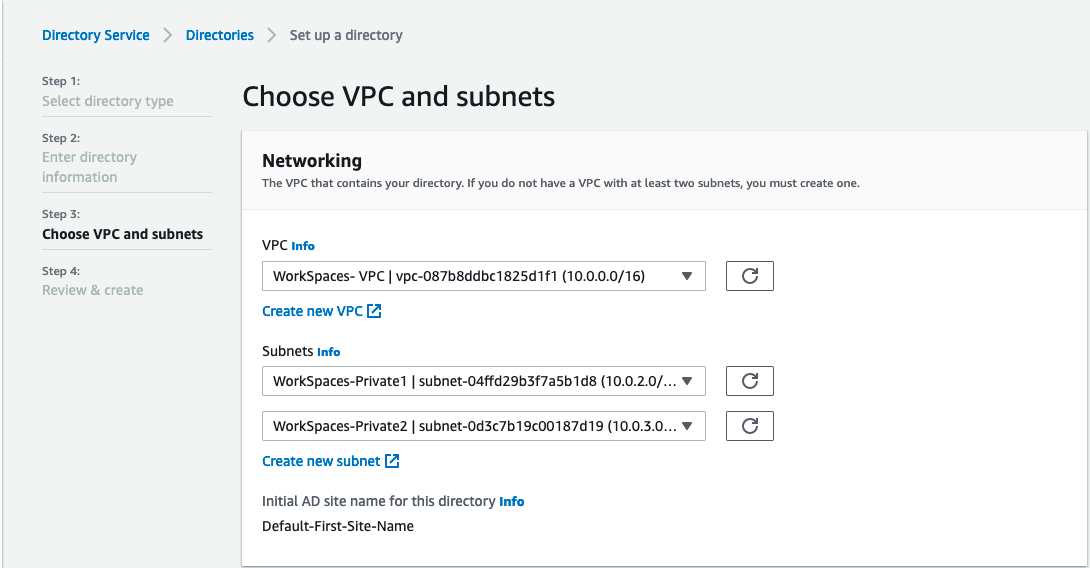 Directory Service > Directories > Set up a directory
Step 1:
Select directory type
Step 2:
Enter directory
information
Step 3:
Choose VPC and subnets
Step 4:
Review & create
Choose VPC and subnets
Networking
The VPC that contains your directory. If you do not have a VPC with at least two subnets, you must create one.
VPC Info
WorkSpaces- VPC | vpc-087b8ddbc1825d1f1 (10.0.0.0/16)
Create new VPC
Subnets Info
WorkSpaces-Private1 | subnet-04ffd29b3f7a5b1d8 (10.0.2.0/...
WorkSpaces-Private2 | subnet-0d3c7b19c00187d19 (10.0.3.0...
Create new subnet
Initial AD site name for this directory Info
Default-First-Site-Name